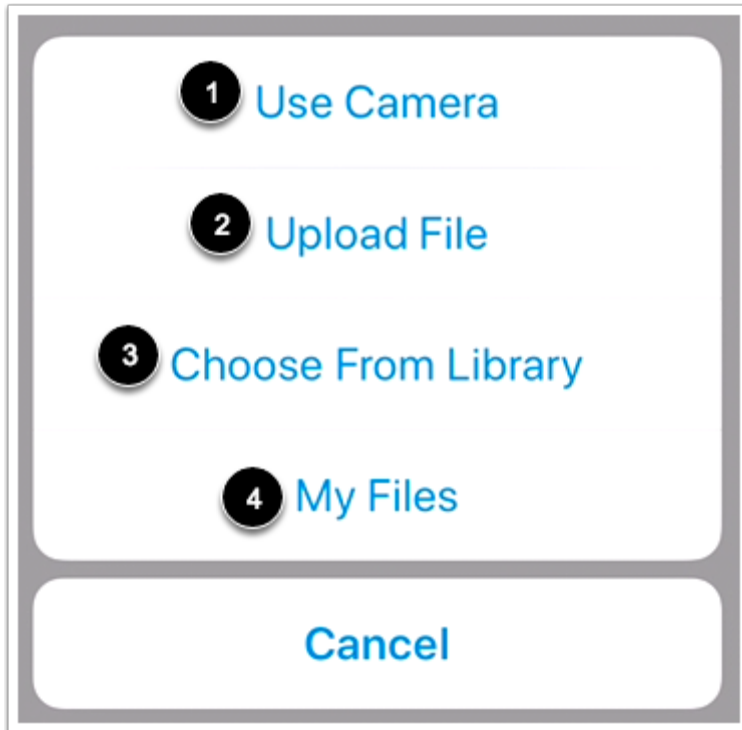 1 Use Camera
2 Upload File
3 Choose From Library
4 My Files
Cancel